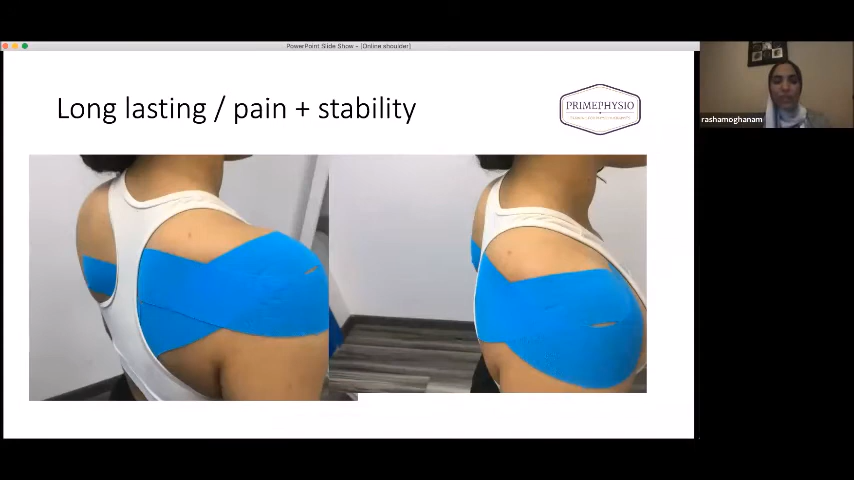 PowerPoint Slide Show - [Online shoulder]
Long lasting / pain + stability
PRIMEPHYSIO
rashamoghanam